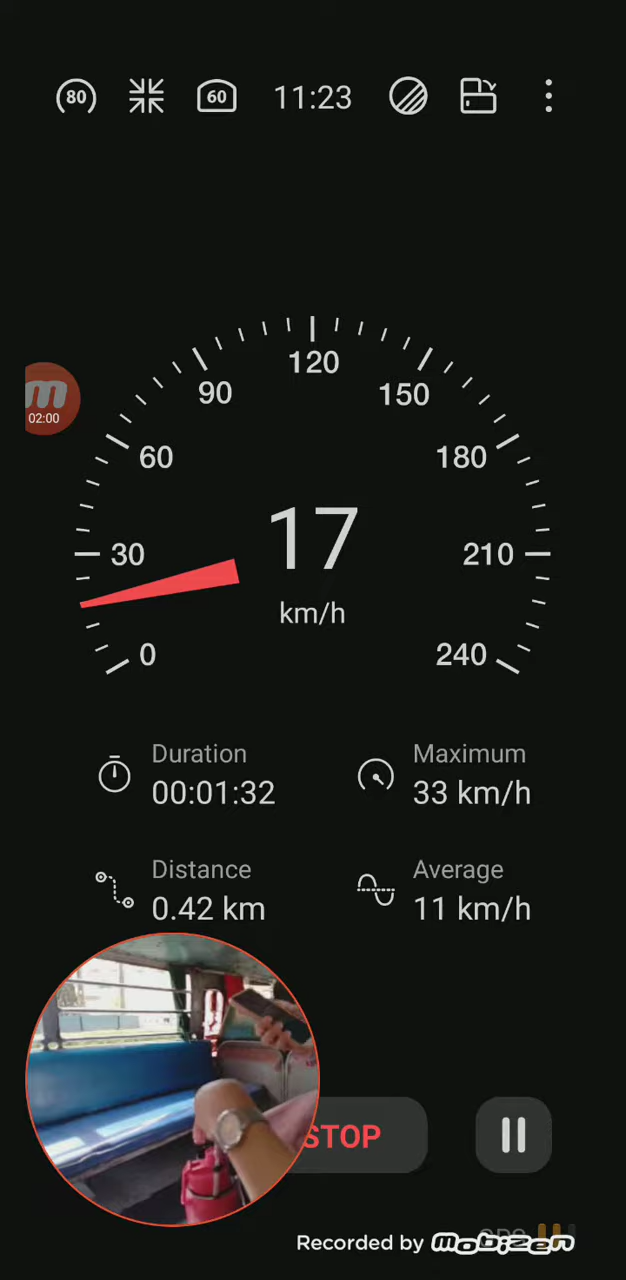 80
60
11:23
120
90
150
m
02:00
60
180
17
30
210
km/h
0
240
Duration
Maximum
00:01:32
33 km/h
Distance
Average
0.42 km
11 km/h
STOP
GPS
Recorded by mobizen